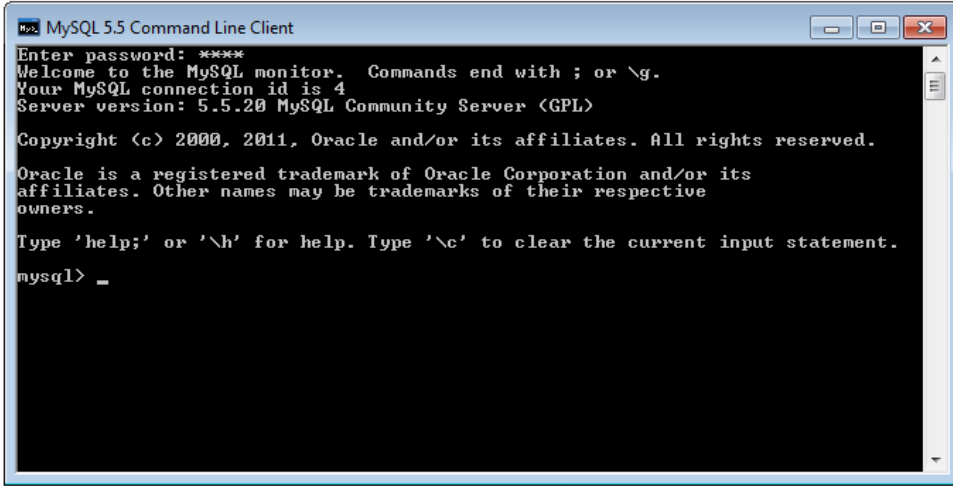 MySQL 5.5 Command Line Client
Enter password: ****
Welcome to the MySQL monitor.  Commands end with ; or \g.
Your MySQL connection id is 4
Server version: 5.5.20 MySQL Community Server (GPL)
Copyright (c) 2000, 2011, Oracle and/or its affiliates. All rights reserved.
Oracle is a registered trademark of Oracle Corporation and/or its
affiliates. Other names may be trademarks of their respective
owners.
Type 'help;' or '\h' for help. Type '\c' to clear the current input statement.
mysql> _